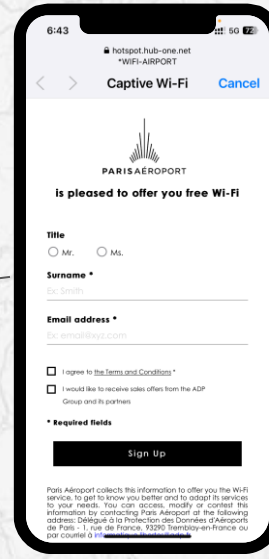 6:43
5G
hotspot.hub-one.net
*WIFI-AIRPORT
Captive Wi-Fi
Cancel
PARISAÉROPORT
is pleased to offer you free Wi-Fi
Title
Mr.
Ms.
Surname *
Ex: Smith
Email address *
Ex: email@xyz.com
I agree to the Terms and Conditions *
I would like to receive sales offers from the ADP
Group and its partners
* Required fields
Sign Up
Paris Aéroport collects this information to offer you the Wi-Fi
service, to get to know you better and to adapt its services
to your needs. You can access, modify or contest this
information by contacting Paris Aéroport at the following
address: Délégué à la Protection des Données d'Aéroports
de Paris - 1, rue de France, 93290 Tremblay-en-France ou
par courriel à